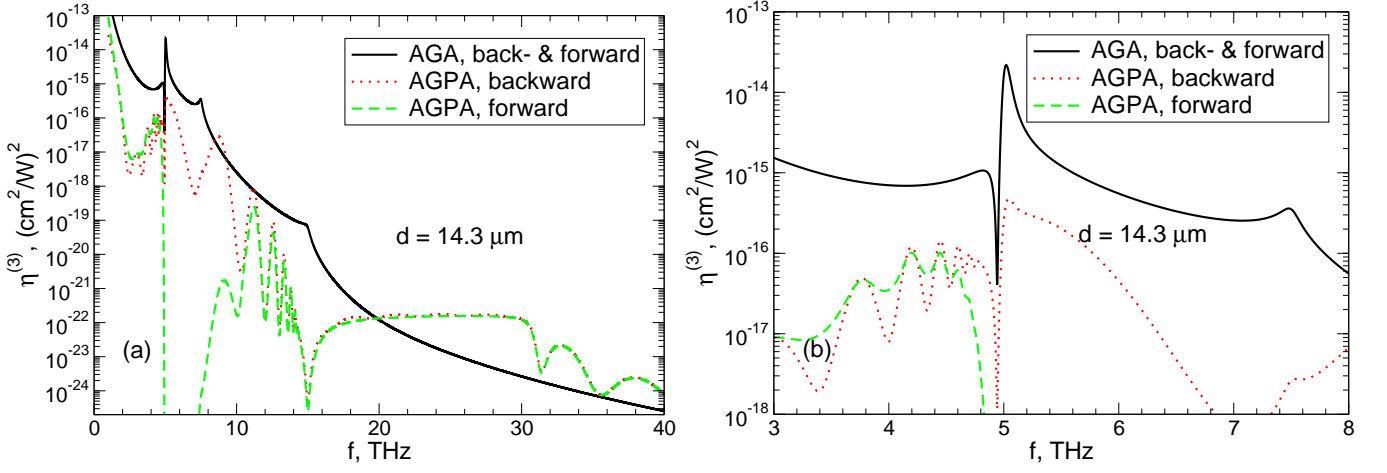 10^-13
10^-14
10^-15
10^-16
10^-17
10^-18
10^-19
10^-20
10^-21
10^-22
10^-23
10^-24
η^(3), (cm^2/W)^2
AGA, back- & forward
AGPA, backward
AGPA, forward
d = 14.3 μm
(a)
0 10 20 30 40
f, THz
10^-13
10^-14
10^-15
10^-16
10^-17
10^-18
η^(3), (cm^2/W)^2
AGA, back- & forward
AGPA, backward
AGPA, forward
d = 14.3 μm
(b)
3 4 5 6 7 8
f, THz